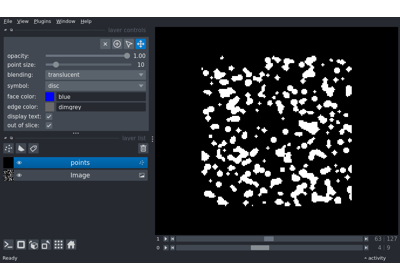 File View Plugins Window Help
layer controls
opacity: 1.00
point size: 10
blending: translucent
symbol: disc
face color: blue
edge color: dimgrey
display text:
out of slice:
layer list
points
Image
1 63 127
0 4 9
Ready activity